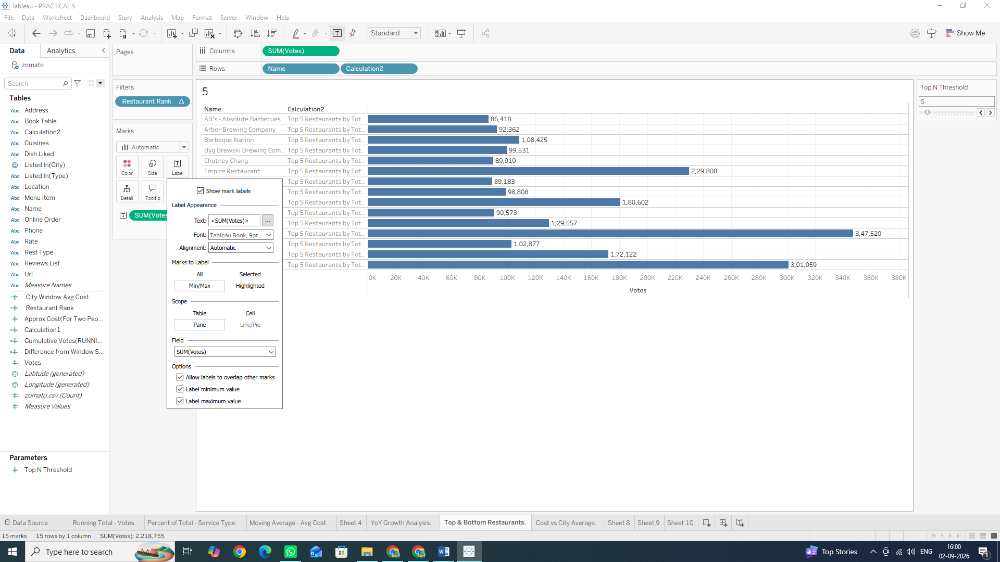 Tableau - PRACTICAL 5
File Data Worksheet Dashboard Story Analysis Map Format Server Window Help
Standard
Show Me
Data Analytics
Pages
Columns SUM(Votes)
zomato
Rows Name Calculation2
Search
Filters
Restaurant Rank
Top N Threshold
5
5
Tables
Abc Address
Abc Book Table
=Abc Calculation2
Abc Cuisines
Abc Dish Liked
Listed In(City)
Abc Listed In(Type)
Abc Location
Abc Menu Item
Abc Name
Abc Online Order
Abc Phone
Abc Rate
Abc Rest Type
Abc Reviews List
Abc Url
Abc Measure Names
=# City Window Avg Cost.
=# Restaurant Rank
# Approx Cost(For Two Peo...
=# Calculation1
=# Cumulative Votes(RUNNI...
=# Difference from Window S...
# Votes
Latitude (generated)
Longitude (generated)
# zomato.csv (Count)
# Measure Values
Parameters
# Top N Threshold
Marks
Automatic
Color Size Label
Detail Tooltip
T SUM(Votes
Show mark labels
Label Appearance
Text: <SUM(Votes)> ...
Font: Tableau Book, 9pt,...
Alignment: Automatic
Marks to Label
All Selected
Min/Max Highlighted
Scope
Table Cell
Pane Line/Pie
Field
SUM(Votes)
Options
Allow labels to overlap other marks
Label minimum value
Label maximum value
Name Calculation2
AB's - Absolute Barbecues Top 5 Restaurants by Tot.. 86,418
Arbor Brewing Company Top 5 Restaurants by Tot.. 92,362
Barbeque Nation Top 5 Restaurants by Tot.. 1,08,425
Byg Brewski Brewing Com.. Top 5 Restaurants by Tot.. 99,531
Chutney Chang Top 5 Restaurants by Tot.. 89,910
Empire Restaurant Top 5 Restaurants by Tot.. 2,29,808
Top 5 Restaurants by Tot.. 89,183
Top 5 Restaurants by Tot.. 98,808
Top 5 Restaurants by Tot.. 1,80,602
Top 5 Restaurants by Tot.. 90,573
Top 5 Restaurants by Tot.. 1,29,557
Top 5 Restaurants by Tot.. 3,47,520
Top 5 Restaurants by Tot.. 1,02,877
Top 5 Restaurants by Tot.. 1,72,122
Top 5 Restaurants by Tot.. 3,01,059
0K 20K 40K 60K 80K 100K 120K 140K 160K 180K 200K 220K 240K 260K 280K 300K 320K 340K 360K 380K
Votes
Data Source Running Total - Votes. Percent of Total - Service Type. Moving Average - Avg Cost. Sheet 4 YoY Growth Analysis. Top & Bottom Restaurants. Cost vs City Average. Sheet 8 Sheet 9 Sheet 10
15 marks 15 rows by 1 column SUM(Votes): 2,218,755
Type here to search
Top Stories
ENG
16:00
02-09-2026
1